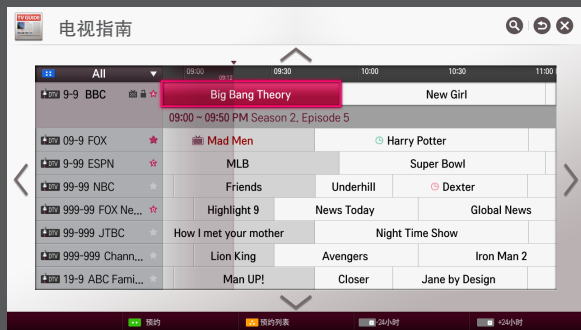 TV GUIDE
电视指南
All ▼ 09:00 09:12 09:30 10:00 10:30 11:00
DTV 9-9 BBC Big Bang Theory New Girl
09:00 ~ 09:50 PM Season 2, Episode 5
DTV 09-9 FOX Mad Men Harry Potter
DTV 9-99 ESPN MLB Super Bowl
DTV 99-99 NBC Friends Underhill Dexter
DTV 999-99 FOX Ne... Highlight 9 News Today Global News
DTV 99-999 JTBC How I met your mother Night Time Show
DTV 999-999 Chann... Lion King Avengers Iron Man 2
DTV 19-9 ABC Fami... Man UP! Closer Jane by Design
预约 预约列表 -24小时 +24小时